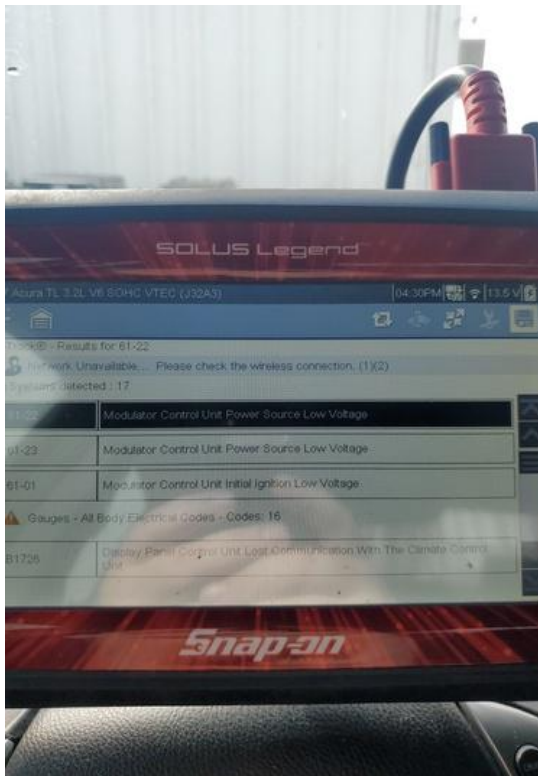 SOLUS Legend
Acura TL 3.2L V6 SOHC VTEC (J32A3) 04:30PM 13.5 V
- Results for 61-22
Network Unavailable.... Please check the wireless connection. (1)(2)
Systems detected : 17
61-22 Modulator Control Unit Power Source Low Voltage
61-23 Modulator Control Unit Power Source Low Voltage
61-01 Modulator Control Unit Initial Ignition Low Voltage
Gauges - All Body Electrical Codes - Codes: 16
B1726 Display Panel Control Unit Lost Communication With The Climate Control
Unit
Snap-on